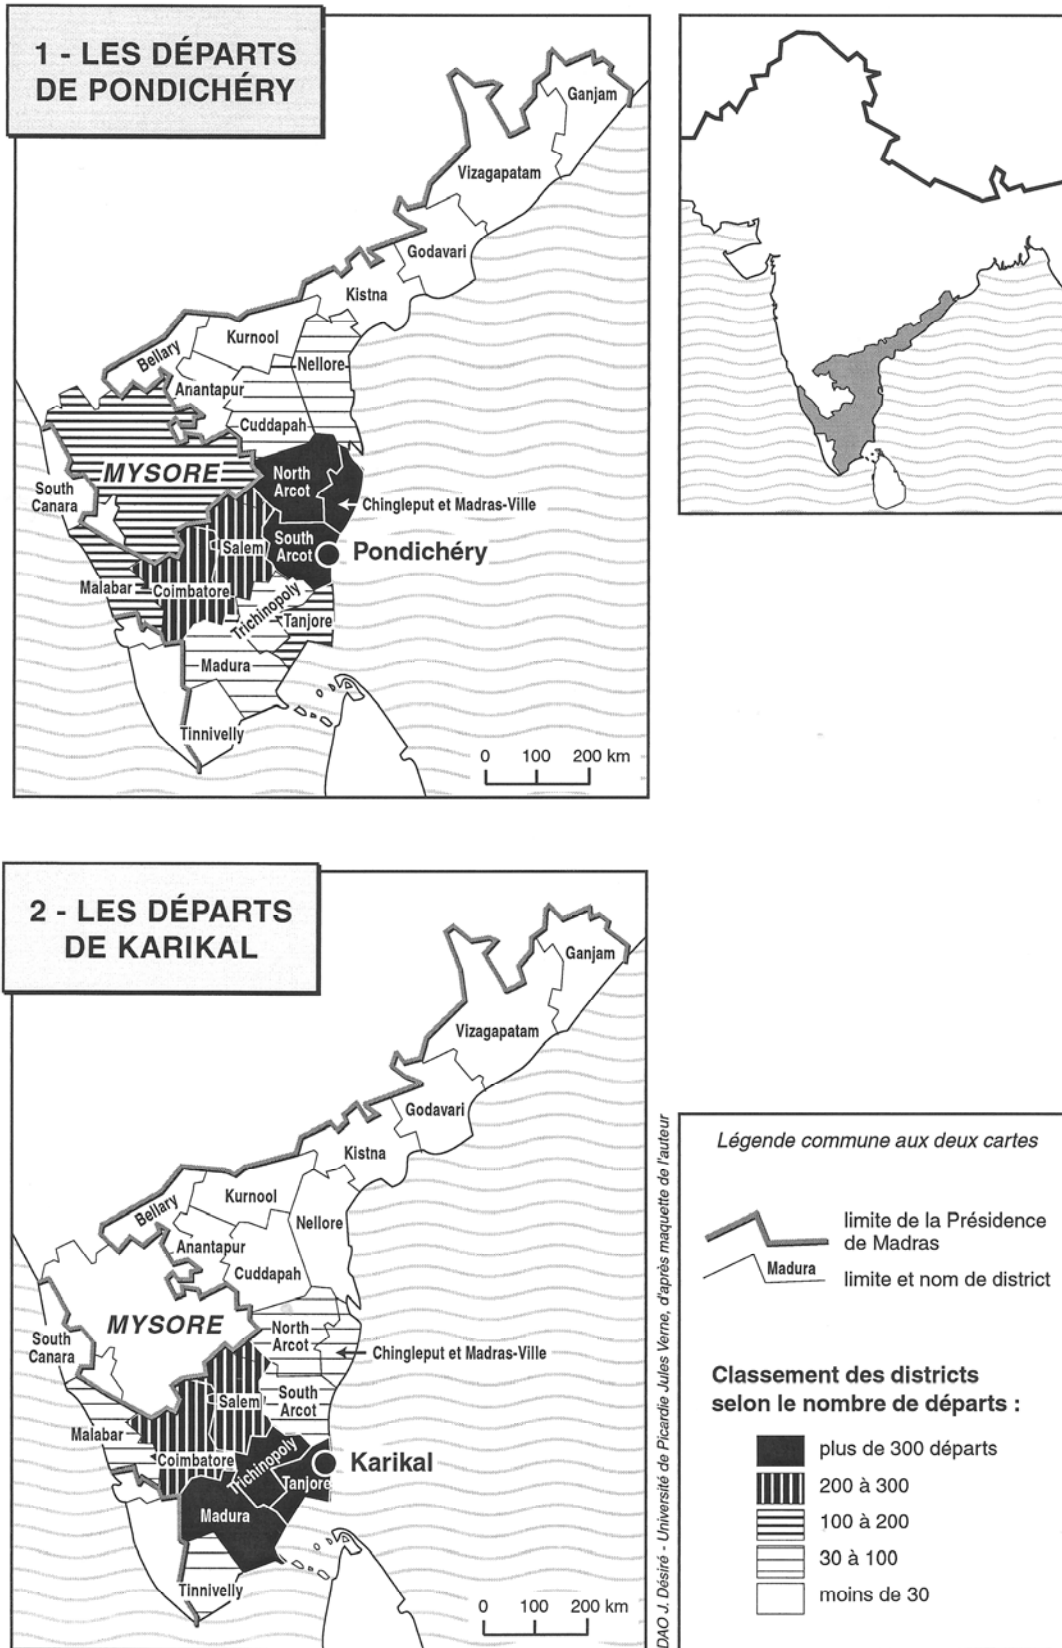 1 - LES DÉPARTS
DE PONDICHÉRY
Ganjam
Vizagapatam
Godavari
Kistna
Kurnool
Bellary
Nellore
Anantapur
Cuddapah
MYSORE
North
Arcot
South
Canara
Chingleput et Madras-Ville
South
Arcot
Salem
Pondichéry
Malabar
Coimbatore
Trichinopoly
Tanjore
Madura
Tinnivelly
0 100 200 km
2 - LES DÉPARTS
DE KARIKAL
Ganjam
Vizagapatam
Godavari
Kistna
Kurnool
Bellary
Nellore
Anantapur
Cuddapah
MYSORE
North
Arcot
South
Canara
Chingleput et Madras-Ville
Salem
South
Arcot
Malabar
Coimbatore
Trichinopoly
Karikal
Tanjore
Madura
Tinnivelly
0 100 200 km
DAO J. Désiré - Université de Picardie Jules Verne, d'après maquette de l'auteur
Légende commune aux deux cartes
limite de la Présidence
de Madras
Madura
limite et nom de district
Classement des districts
selon le nombre de départs :
plus de 300 départs
200 à 300
100 à 200
30 à 100
moins de 30